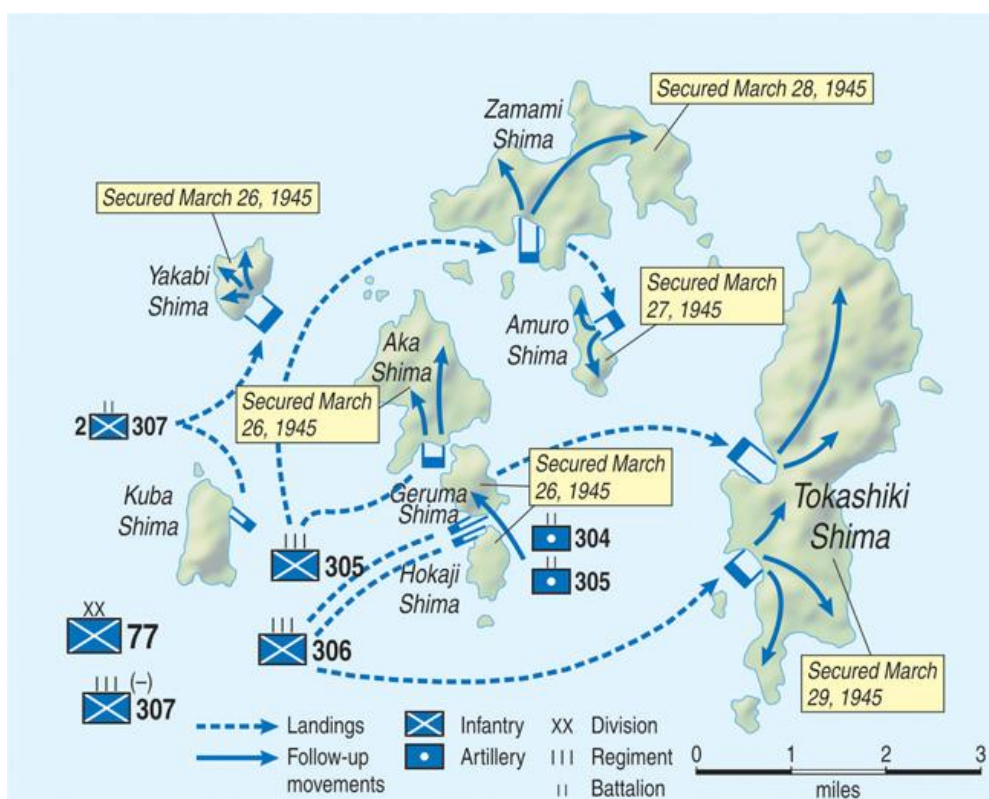 Zamami
Shima
Secured March 28, 1945
Secured March 26, 1945
Yakabi
Shima
Secured March
27, 1945
Amuro
Shima
Aka
Shima
Secured March
26, 1945
2 307
Secured March
26, 1945
Kuba
Shima
Geruma
Shima
Tokashiki
Shima
304
305
305
Hokaji
Shima
306
XX
77
(–)
307
Secured March
29, 1945
Landings
Infantry
XX Division
Follow-up
movements
Artillery
III Regiment
II Battalion
0 1 2 3
miles